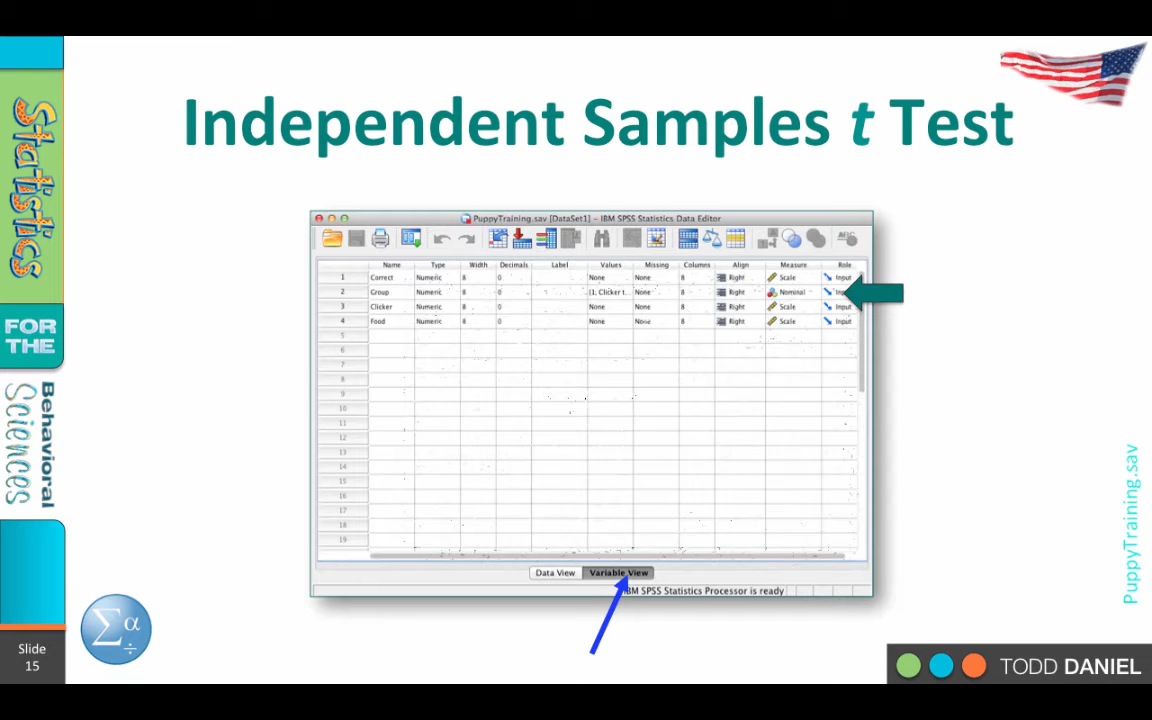 Statistics
FOR
THE
Behavioral
Sciences
Slide
15
Independent Samples t Test
PuppyTraining.sav [DataSet1] – IBM SPSS Statistics Data Editor
Name Type Width Decimals Label Values Missing Columns Align Measure Role
1 Correct Numeric 8 0 None None 8 Right Scale Input
2 Group Numeric 8 0 {1, Clicker t... None 8 Right Nominal Inp
3 Clicker Numeric 8 0 None None 8 Right Scale Input
4 Food Numeric 8 0 None None 8 Right Scale Input
5
6
7
8
9
10
11
12
13
14
15
16
17
18
19
Data View Variable View
IBM SPSS Statistics Processor is ready
Σ α ÷
PuppyTraining.sav
TODD DANIEL